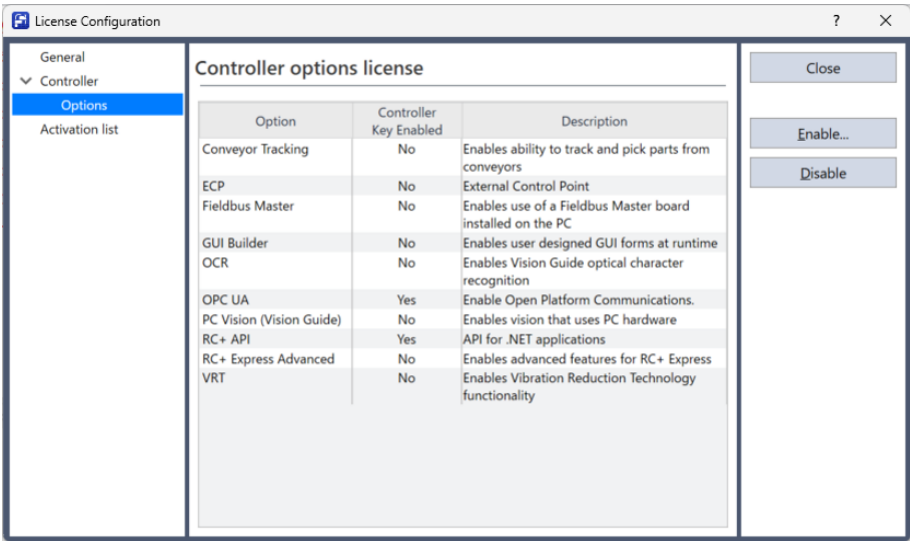 License Configuration
?
General
Controller
Options
Activation list
Controller options license
Option
Controller
Key Enabled
Description
Conveyor Tracking No Enables ability to track and pick parts from
conveyors
ECP No External Control Point
Fieldbus Master No Enables use of a Fieldbus Master board
installed on the PC
GUI Builder No Enables user designed GUI forms at runtime
OCR No Enables Vision Guide optical character
recognition
OPC UA Yes Enable Open Platform Communications.
PC Vision (Vision Guide) No Enables vision that uses PC hardware
RC+ API Yes API for .NET applications
RC+ Express Advanced No Enables advanced features for RC+ Express
VRT No Enables Vibration Reduction Technology
functionality
Close
Enable...
Disable